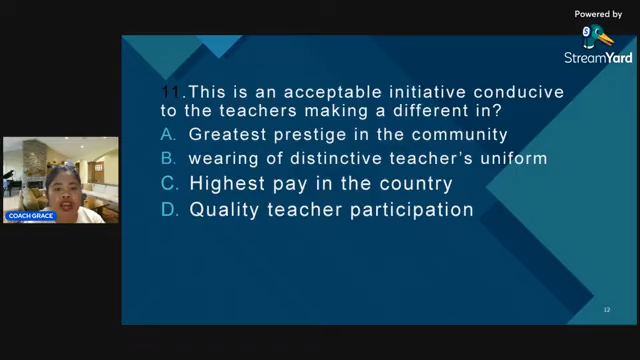 Powered by
StreamYard
11.This is an acceptable initiative conducive
to the teachers making a different in?
A. Greatest prestige in the community
B. wearing of distinctive teacher's uniform
C. Highest pay in the country
D. Quality teacher participation
COACH GRACE
12